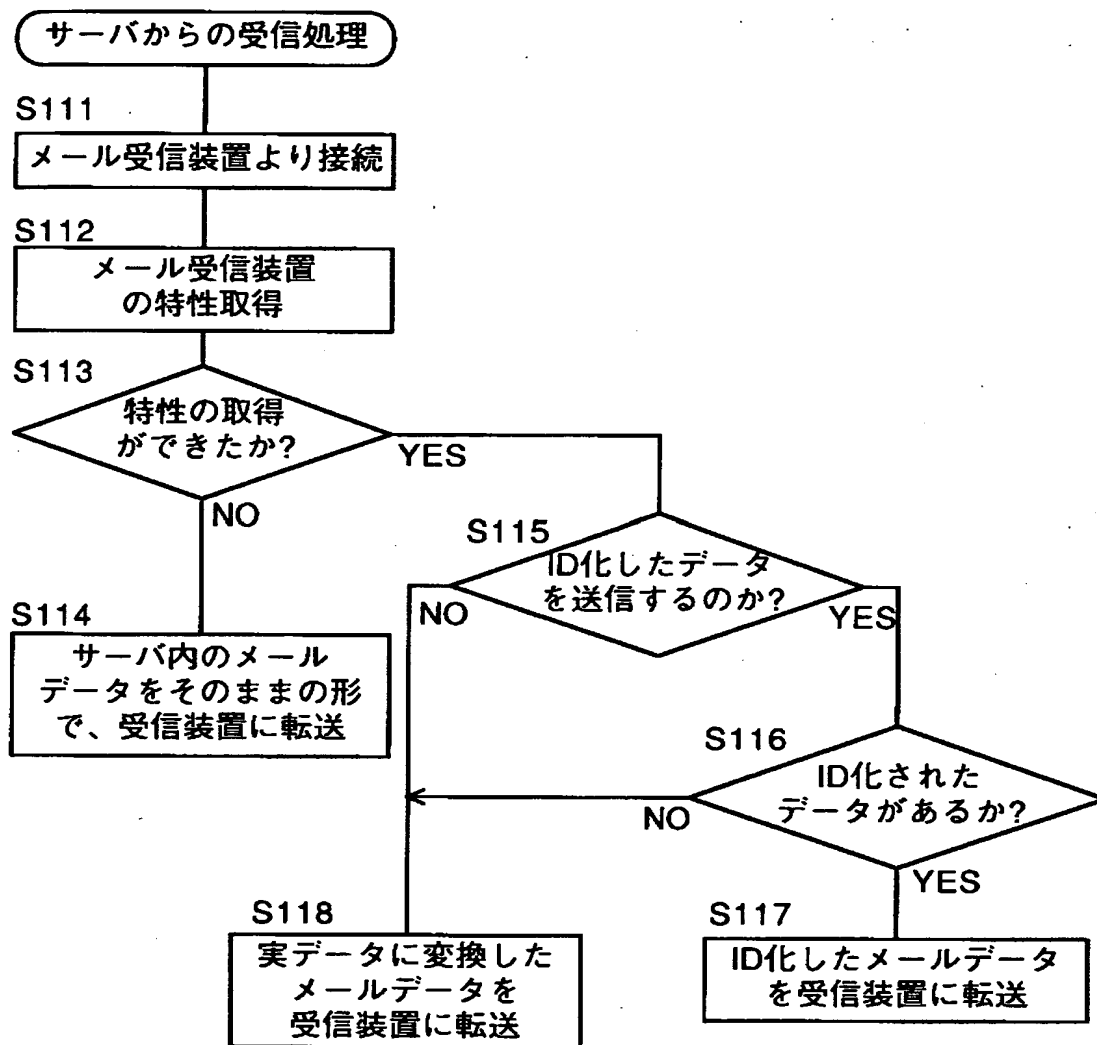 サーバからの受信処理
S111
メール受信装置より接続
S112
メール受信装置
の特性取得
S113
特性の取得
ができたか?
YES
NO
S114
サーバ内のメール
データをそのままの形
で、受信装置に転送
S115
ID化したデータ
を送信するのか?
NO
YES
S116
ID化された
データがあるか?
NO
YES
S117
ID化したメールデータ
を受信装置に転送
S118
実データに変換した
メールデータを
受信装置に転送